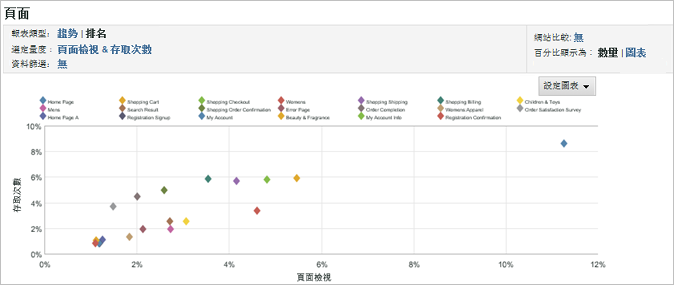 頁面
報表類型： 趨勢 | 排名
選定量度： 頁面檢視 & 存取次數
資料篩選： 無
網站比較: 無
百分比顯示為： 數量 | 圖表
設定圖表
Home Page Shopping Cart Shopping Checkout Womens Shopping Shipping Shopping Billing Children & Toys
Mens Search Result Shopping Order Confirmation Error Page Order Completion Womens Apparel Order Satisfaction Survey
Home Page A Registration Signup My Account Beauty & Fragrance My Account Info Registration Confirmation
10%
8%
6%
4%
2%
0%
存取次數
0% 2% 4% 6% 8% 10% 12%
頁面檢視